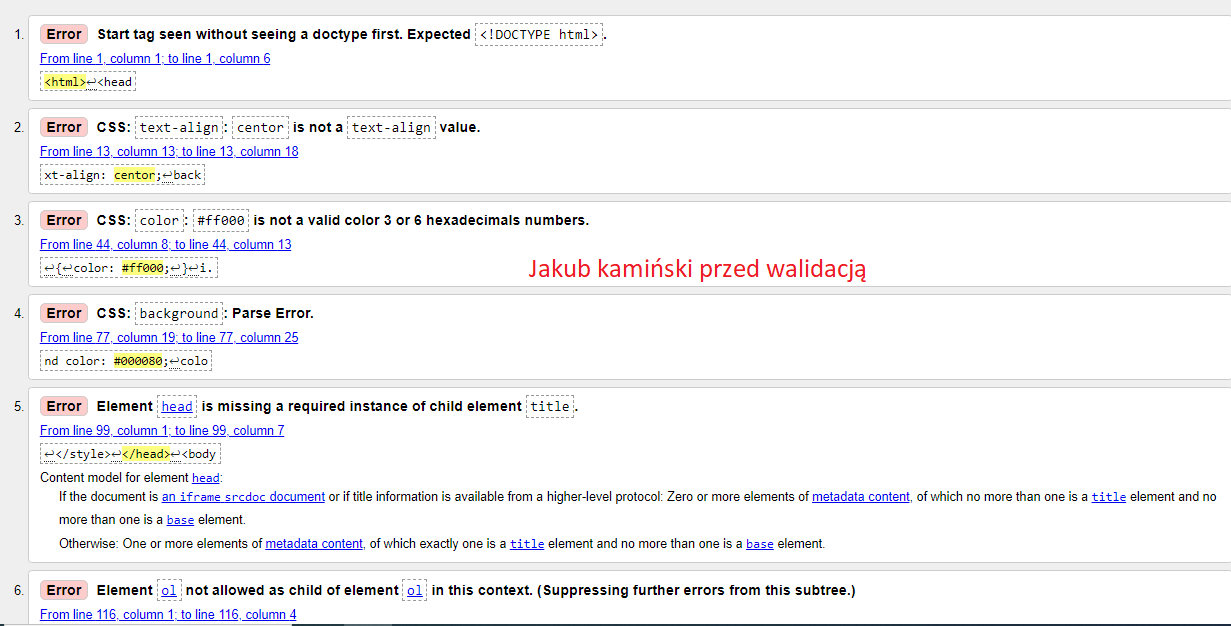 1. Error Start tag seen without seeing a doctype first. Expected <!DOCTYPE html>.
From line 1, column 1; to line 1, column 6
<html>↩<head
2. Error CSS: text-align: centor is not a text-align value.
From line 13, column 13; to line 13, column 18
xt-align: centor;↩back
3. Error CSS: color: #ff000 is not a valid color 3 or 6 hexadecimals numbers.
From line 44, column 8; to line 44, column 13
↩{↩color: #ff000;↩}↩i.
Jakub kamiński przed walidacją
4. Error CSS: background: Parse Error.
From line 77, column 19; to line 77, column 25
nd color: #000080;↩colo
5. Error Element head is missing a required instance of child element title.
From line 99, column 1; to line 99, column 7
↩</style>↩</head>↩<body
Content model for element head:
If the document is an iframe srcdoc document or if title information is available from a higher-level protocol: Zero or more elements of metadata content, of which no more than one is a title element and no
more than one is a base element.
Otherwise: One or more elements of metadata content, of which exactly one is a title element and no more than one is a base element.
6. Error Element ol not allowed as child of element ol in this context. (Suppressing further errors from this subtree.)
From line 116, column 1; to line 116, column 4